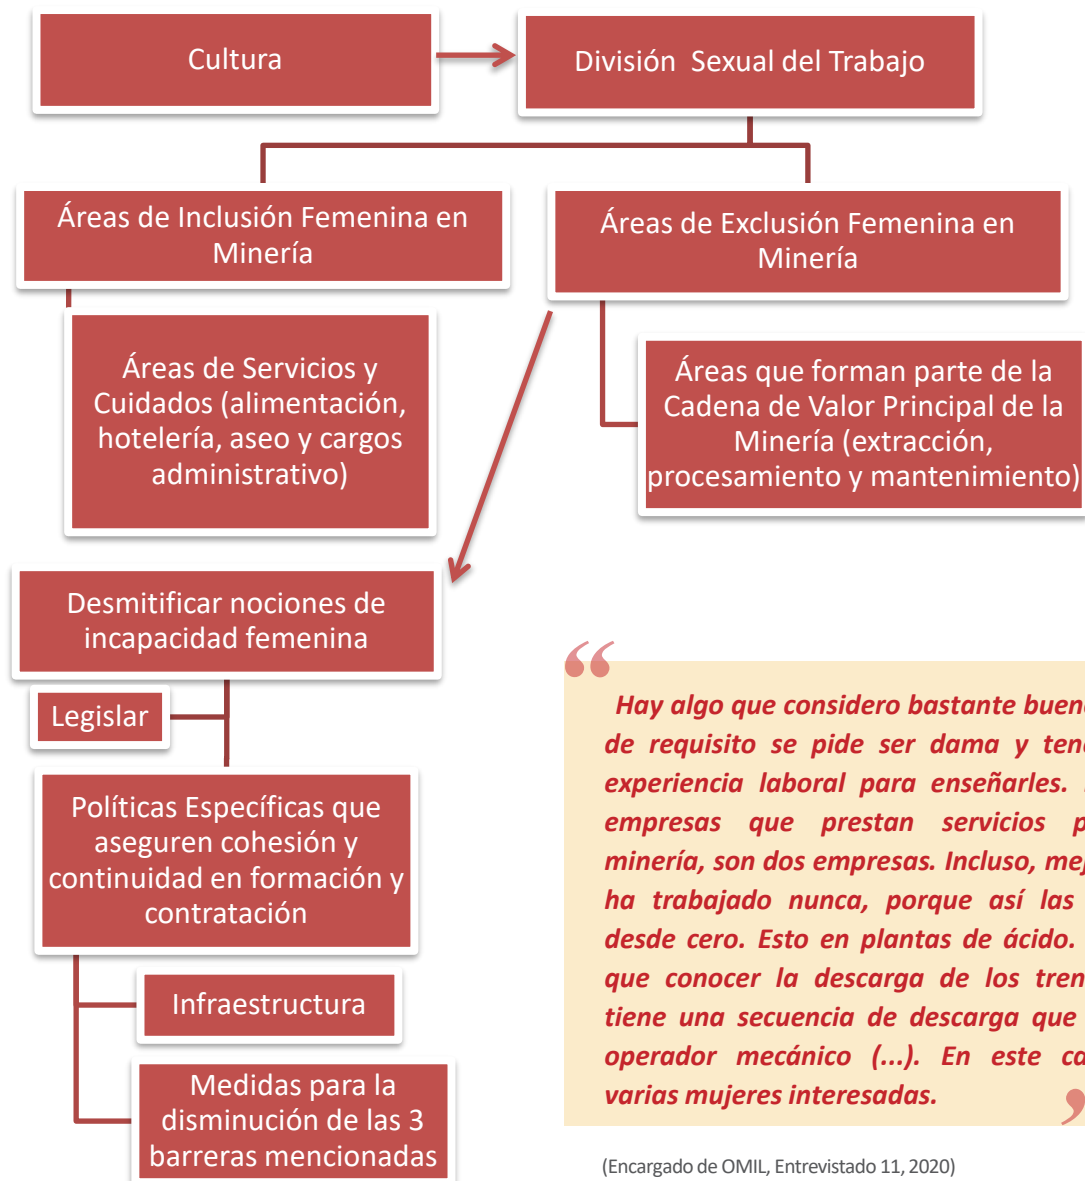 Cultura
División Sexual del Trabajo
Áreas de Inclusión Femenina en
Minería
Áreas de Exclusión Femenina en
Minería
Áreas de Servicios y
Cuidados (alimentación,
hotelería, aseo y cargos
administrativo)
Áreas que forman parte de la
Cadena de Valor Principal de la
Minería (extracción,
procesamiento y mantenimiento)
Desmitificar nociones de
incapacidad femenina
Legislar
Políticas Específicas que
aseguren cohesión y
continuidad en formación y
contratación
Infraestructura
Medidas para la
disminución de las 3
barreras mencionadas
“
Hay algo que considero bastante
de requisito se pide ser dama y
experiencia laboral para enseñarles.
empresas que prestan servicios
minería, son dos empresas. Incluso,
ha trabajado nunca, porque así las
desde cero. Esto en plantas de ácido.
que conocer la descarga de los
tiene una secuencia de descarga que
operador mecánico (...). En este
varias mujeres interesadas.
(Encargado de OMIL, Entrevistado 11, 2020)